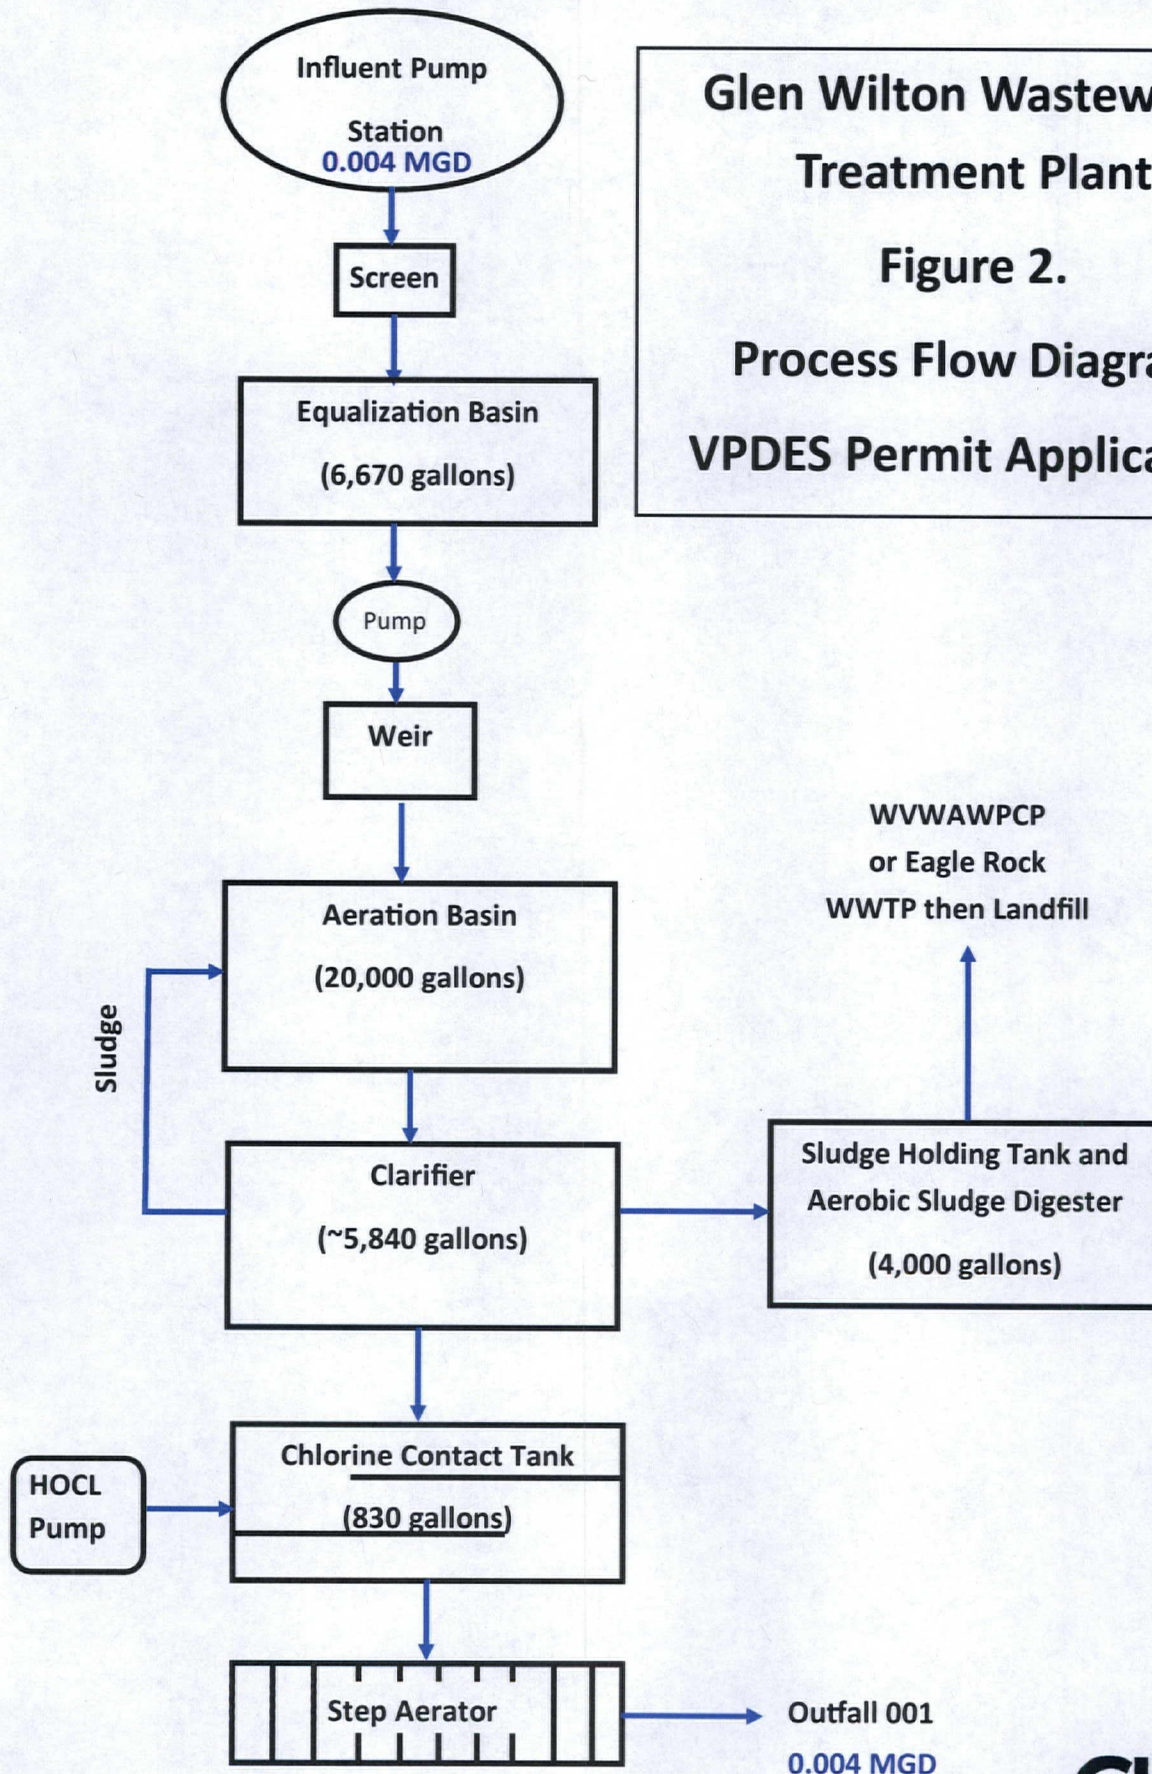 Influent Pump
Station
0.004 MGD
Glen Wilton Wastew
Treatment Plant
Figure 2.
Process Flow Diagra
VPDES Permit Applica
Screen
Equalization Basin
(6,670 gallons)
Pump
Weir
WVWAWPCP
or Eagle Rock
WWTP then Landfill
Aeration Basin
(20,000 gallons)
Sludge
Clarifier
(~5,840 gallons)
Sludge Holding Tank and
Aerobic Sludge Digester
(4,000 gallons)
Chlorine Contact Tank
(830 gallons)
HOCL
Pump
Step Aerator
Outfall 001
0.004 MGD